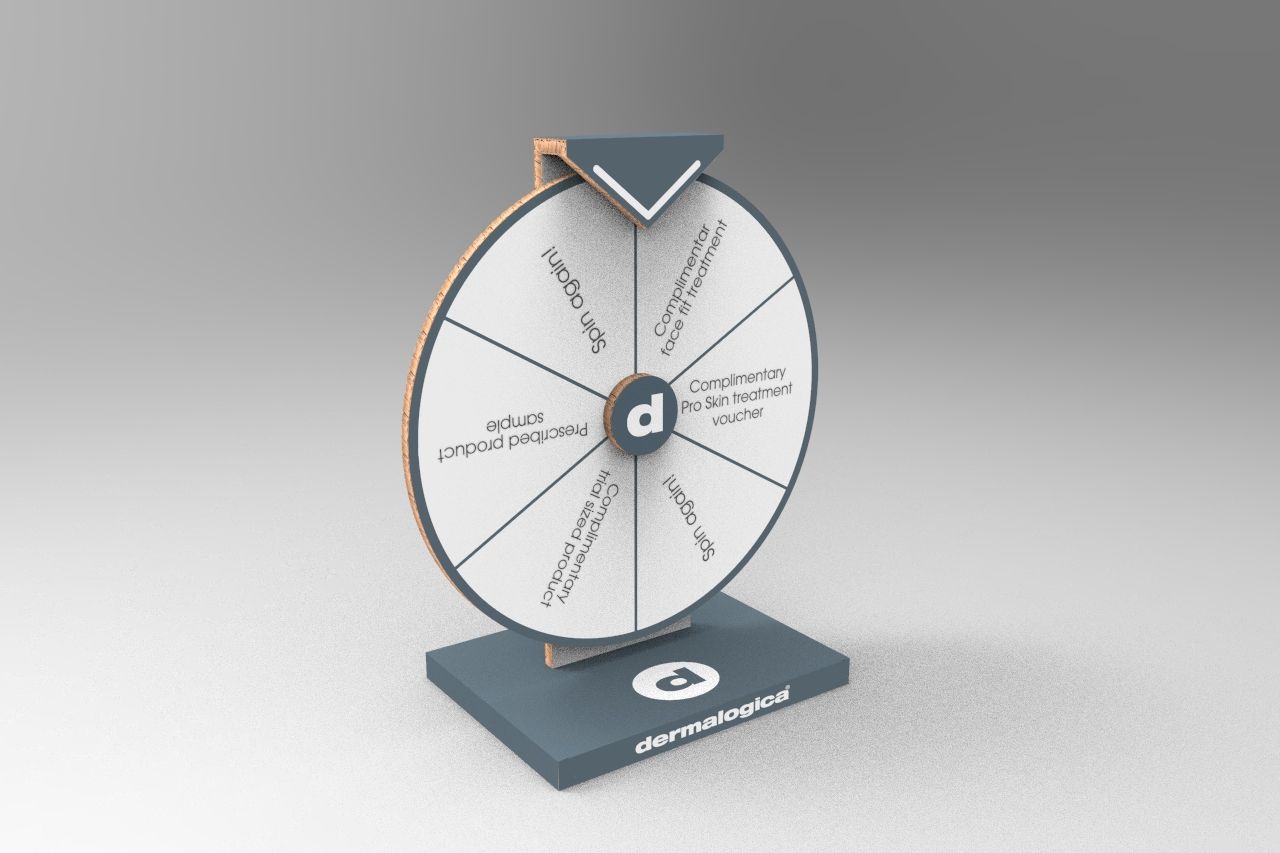 Spin again!
Complimentar
face fit treatment
Complimentary
Pro Skin treatment
voucher
Spin again!
Complimentary
trial sized product
Prescribed product
sample
d
d
dermalogica®